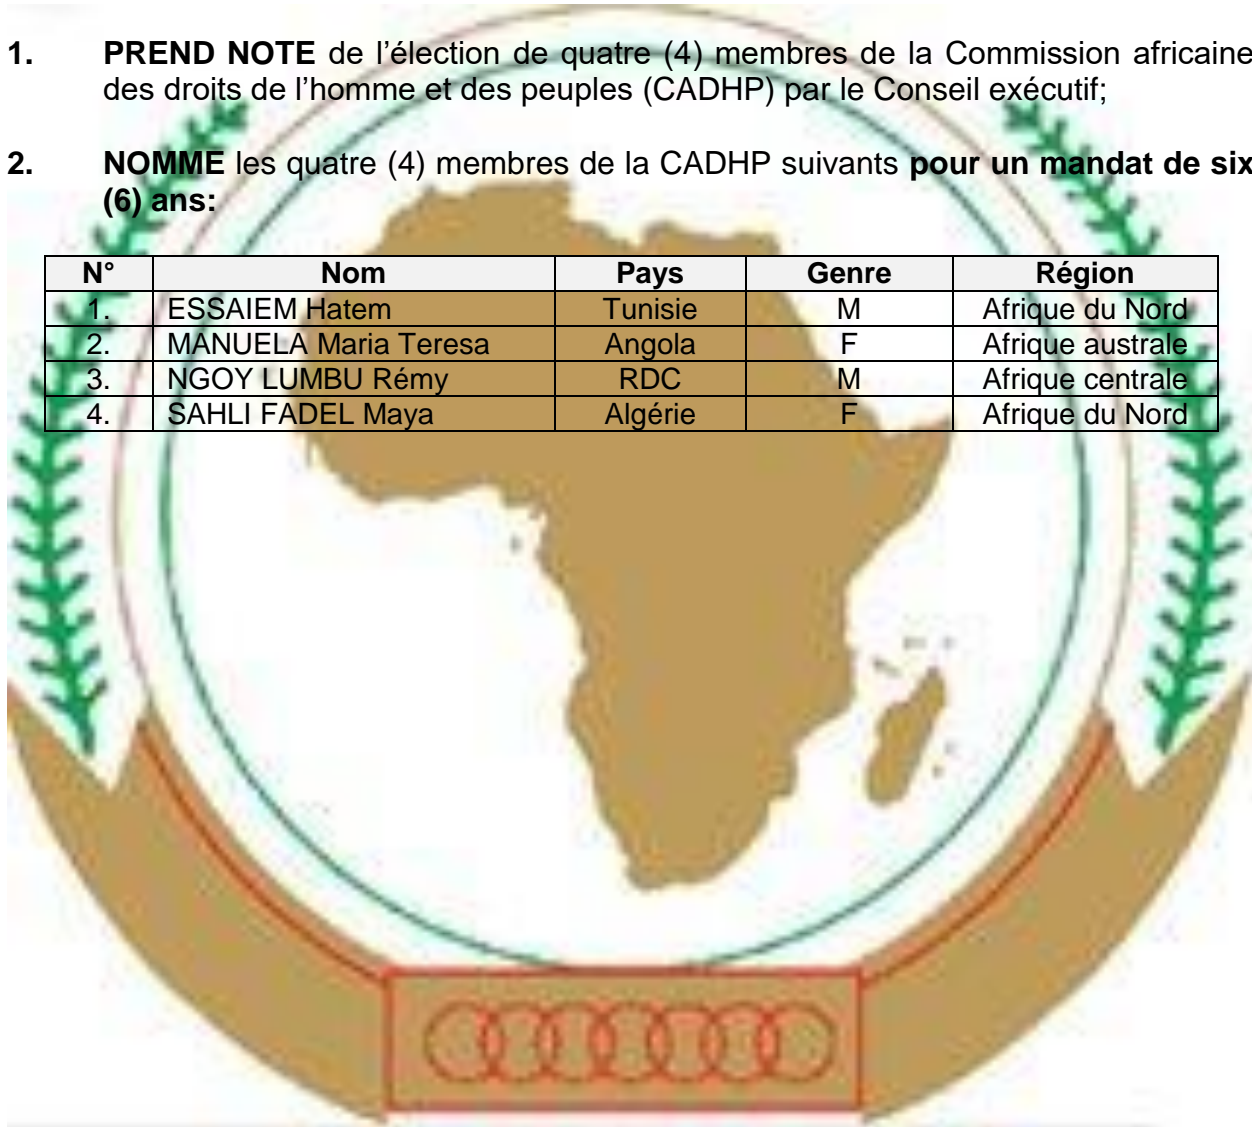 1. PREND NOTE de l’élection de quatre (4) membres de la Commission africaine
des droits de l’homme et des peuples (CADHP) par le Conseil exécutif;
2. NOMME les quatre (4) membres de la CADHP suivants pour un mandat de six
(6) ans:
N° Nom Pays Genre Région
1. ESSAIEM Hatem Tunisie M Afrique du Nord
2. MANUELA Maria Teresa Angola F Afrique australe
3. NGOY LUMBU Rémy RDC M Afrique centrale
4. SAHLI FADEL Maya Algérie F Afrique du Nord